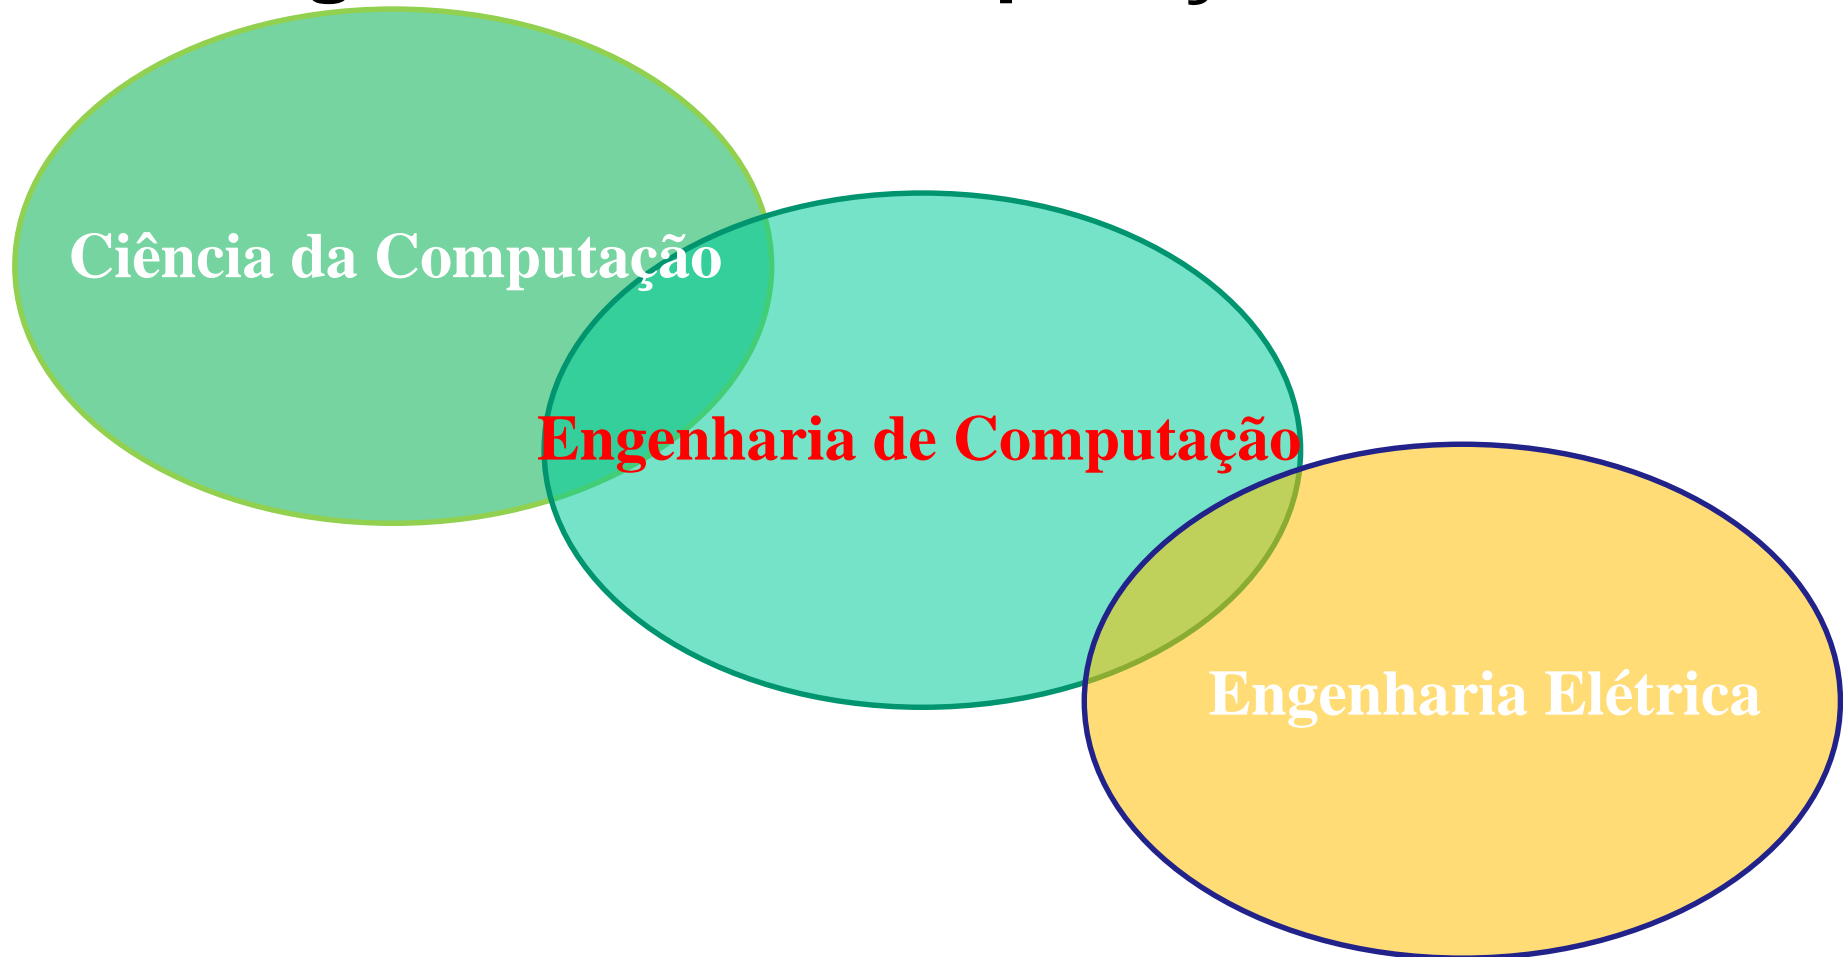 Ciência da Computação
Engenharia de Computação
Engenharia Elétrica